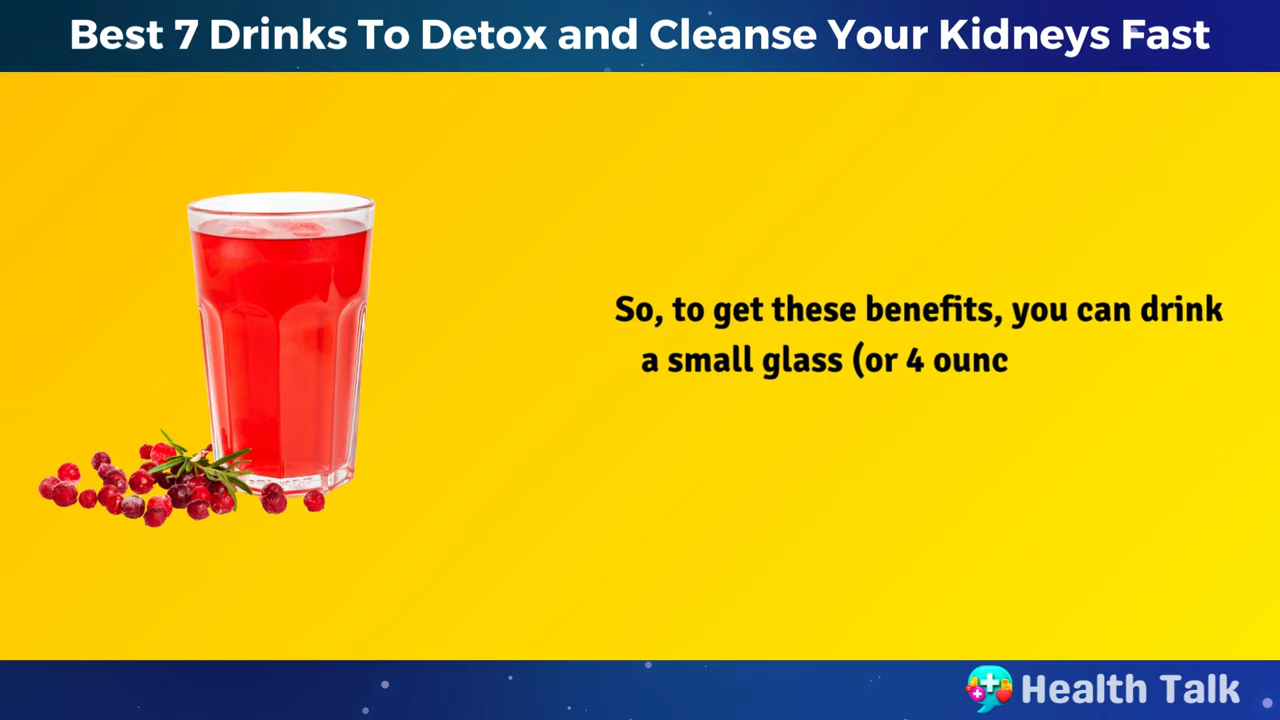 Best 7 Drinks To Detox and Cleanse Your Kidneys Fast
So, to get these benefits, you can drink
a small glass (or 4 ounc
Health Talk